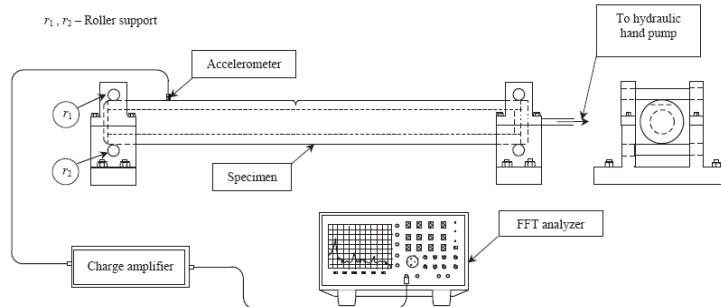 r₁ , r₂ – Roller support
To hydraulic
hand pump
Accelerometer
r₁
r₂
Specimen
FFT analyzer
Charge amplifier